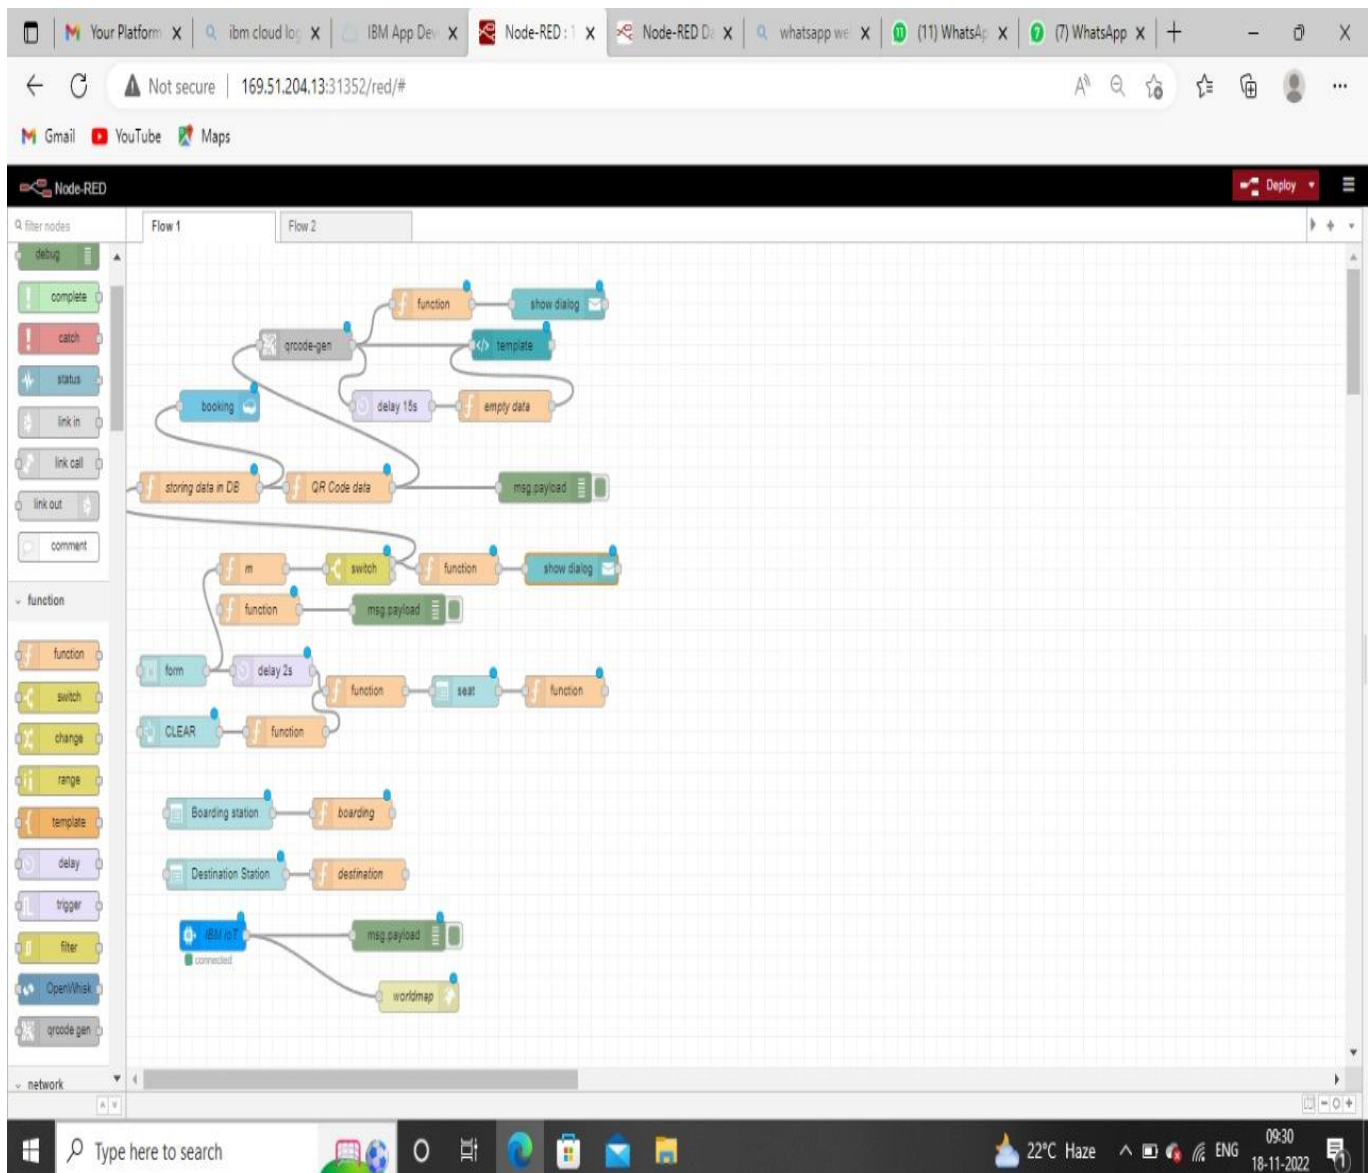 Your Platform
ibm cloud log
IBM App Dev
Node-RED : 1
Node-RED Da
whatsapp we
(11) WhatsAp
(7) WhatsApp
Not secure | 169.51.204.13:31352/red/#
Gmail YouTube Maps
Node-RED
Deploy
filter nodes
Flow 1
Flow 2
debug
complete
catch
status
link in
link call
link out
comment
function
function
switch
change
range
template
delay
trigger
filter
OpenWhisk
qrcode gen
network
function
show dialog
qrcode-gen
template
booking
delay 15s
empty data
storing data in DB
QR Code data
msg.payload
m
switch
function
show dialog
function
msg.payload
form
delay 2s
function
seat
function
CLEAR
function
Boarding station
boarding
Destination Station
destination
IBM IoT
connected
msg.payload
worldmap
Type here to search
22°C Haze
ENG
09:30
18-11-2022